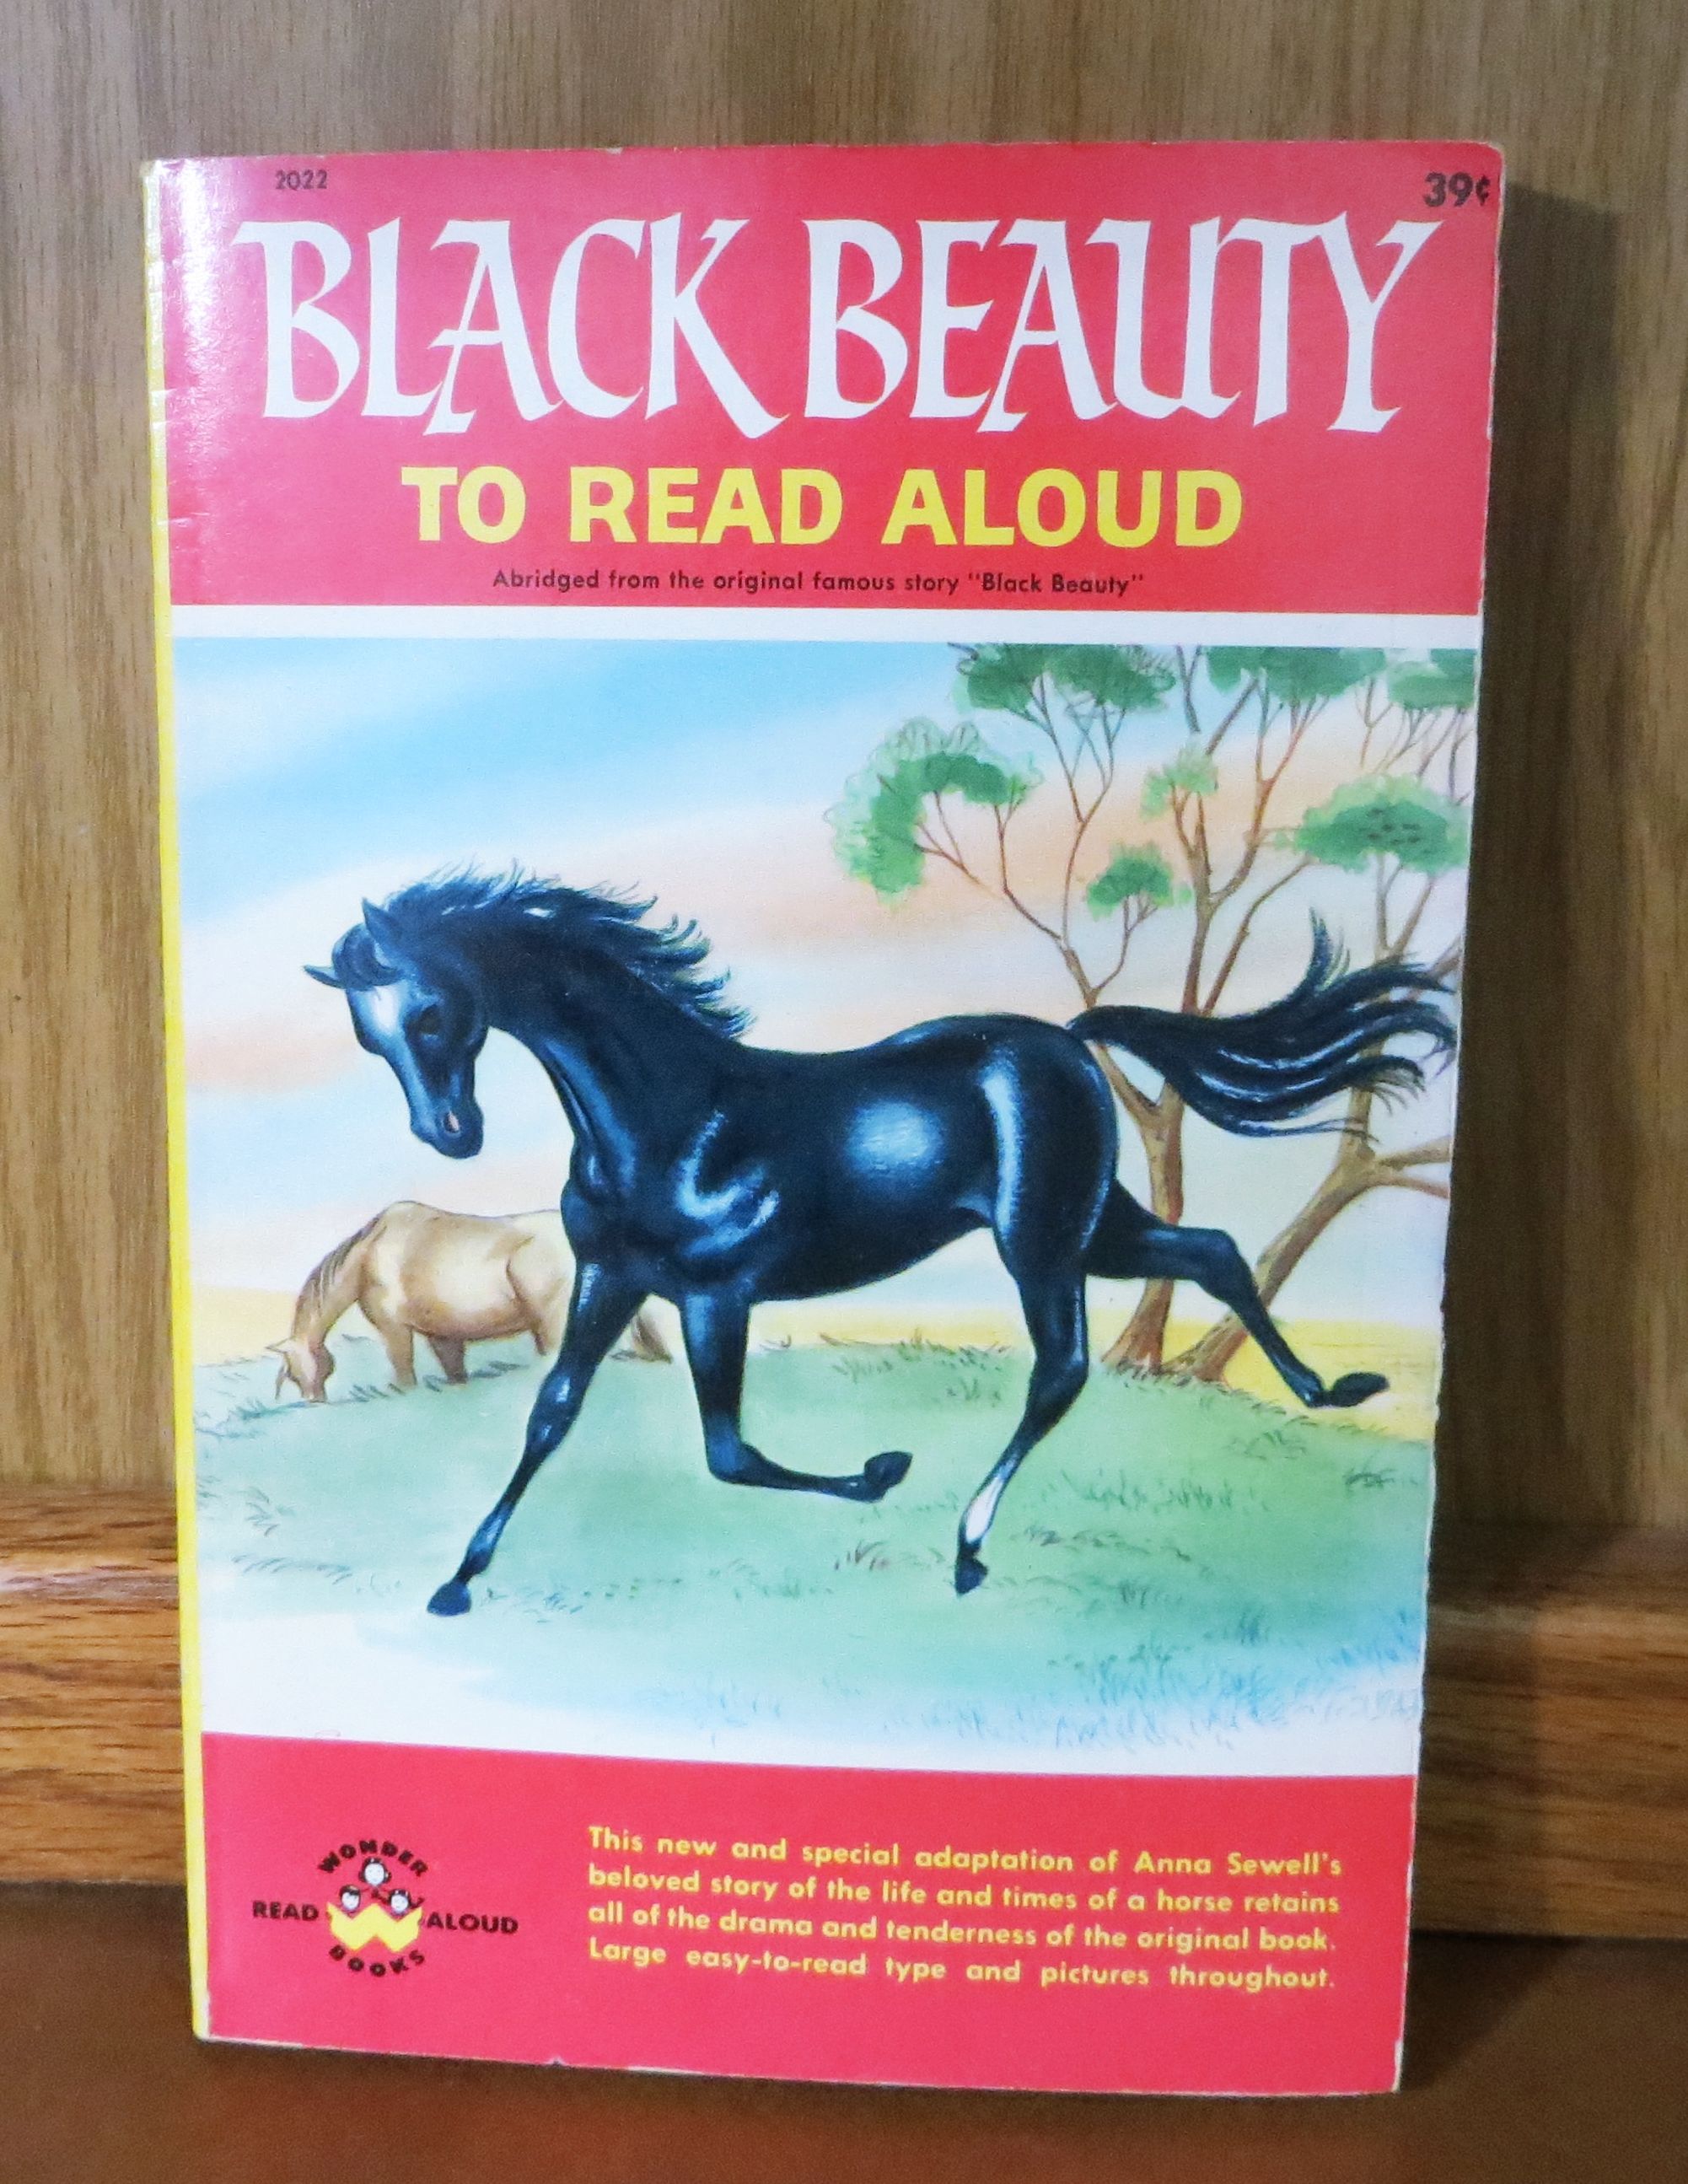 2022
39¢
BLACK BEAUTY
TO READ ALOUD
Abridged from the original famous story "Black Beauty"
WONDER
READ ALOUD
BOOKS
This new and special adaptation of Anna Sewell's
beloved story of the life and times of a horse retains
all of the drama and tenderness of the original book.
Large easy-to-read type and pictures throughout.